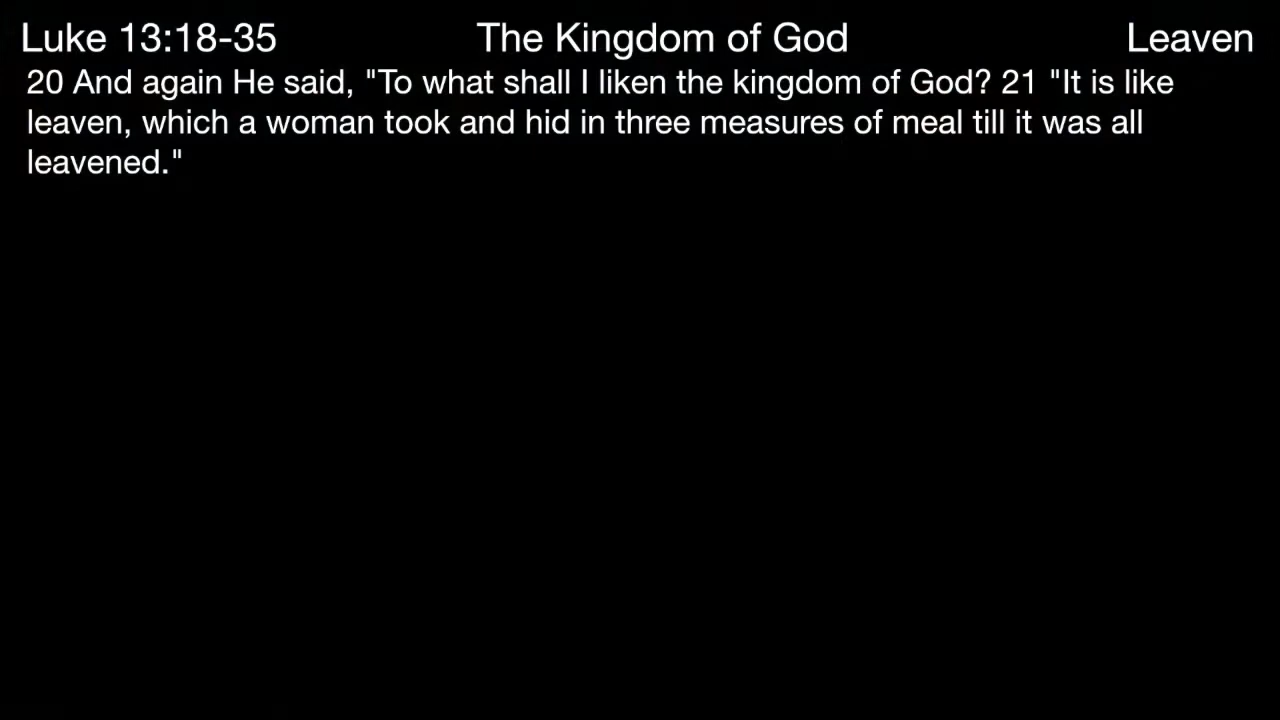 Luke 13:18-35 The Kingdom of God Leaven
20 And again He said, "To what shall I liken the kingdom of God? 21 "It is like
leaven, which a woman took and hid in three measures of meal till it was all
leavened."